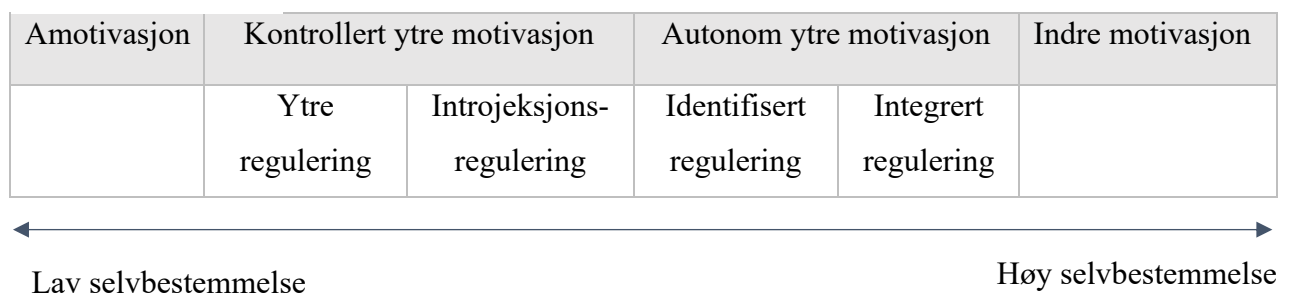 Amotivasjon Kontrollert ytre motivasjon Autonom ytre motivasjon Indre motivasjon
Ytre Introjeksjons- Identifisert Integrert
regulering regulering regulering regulering
Lav selvbestemmelse Høy selvbestemmelse